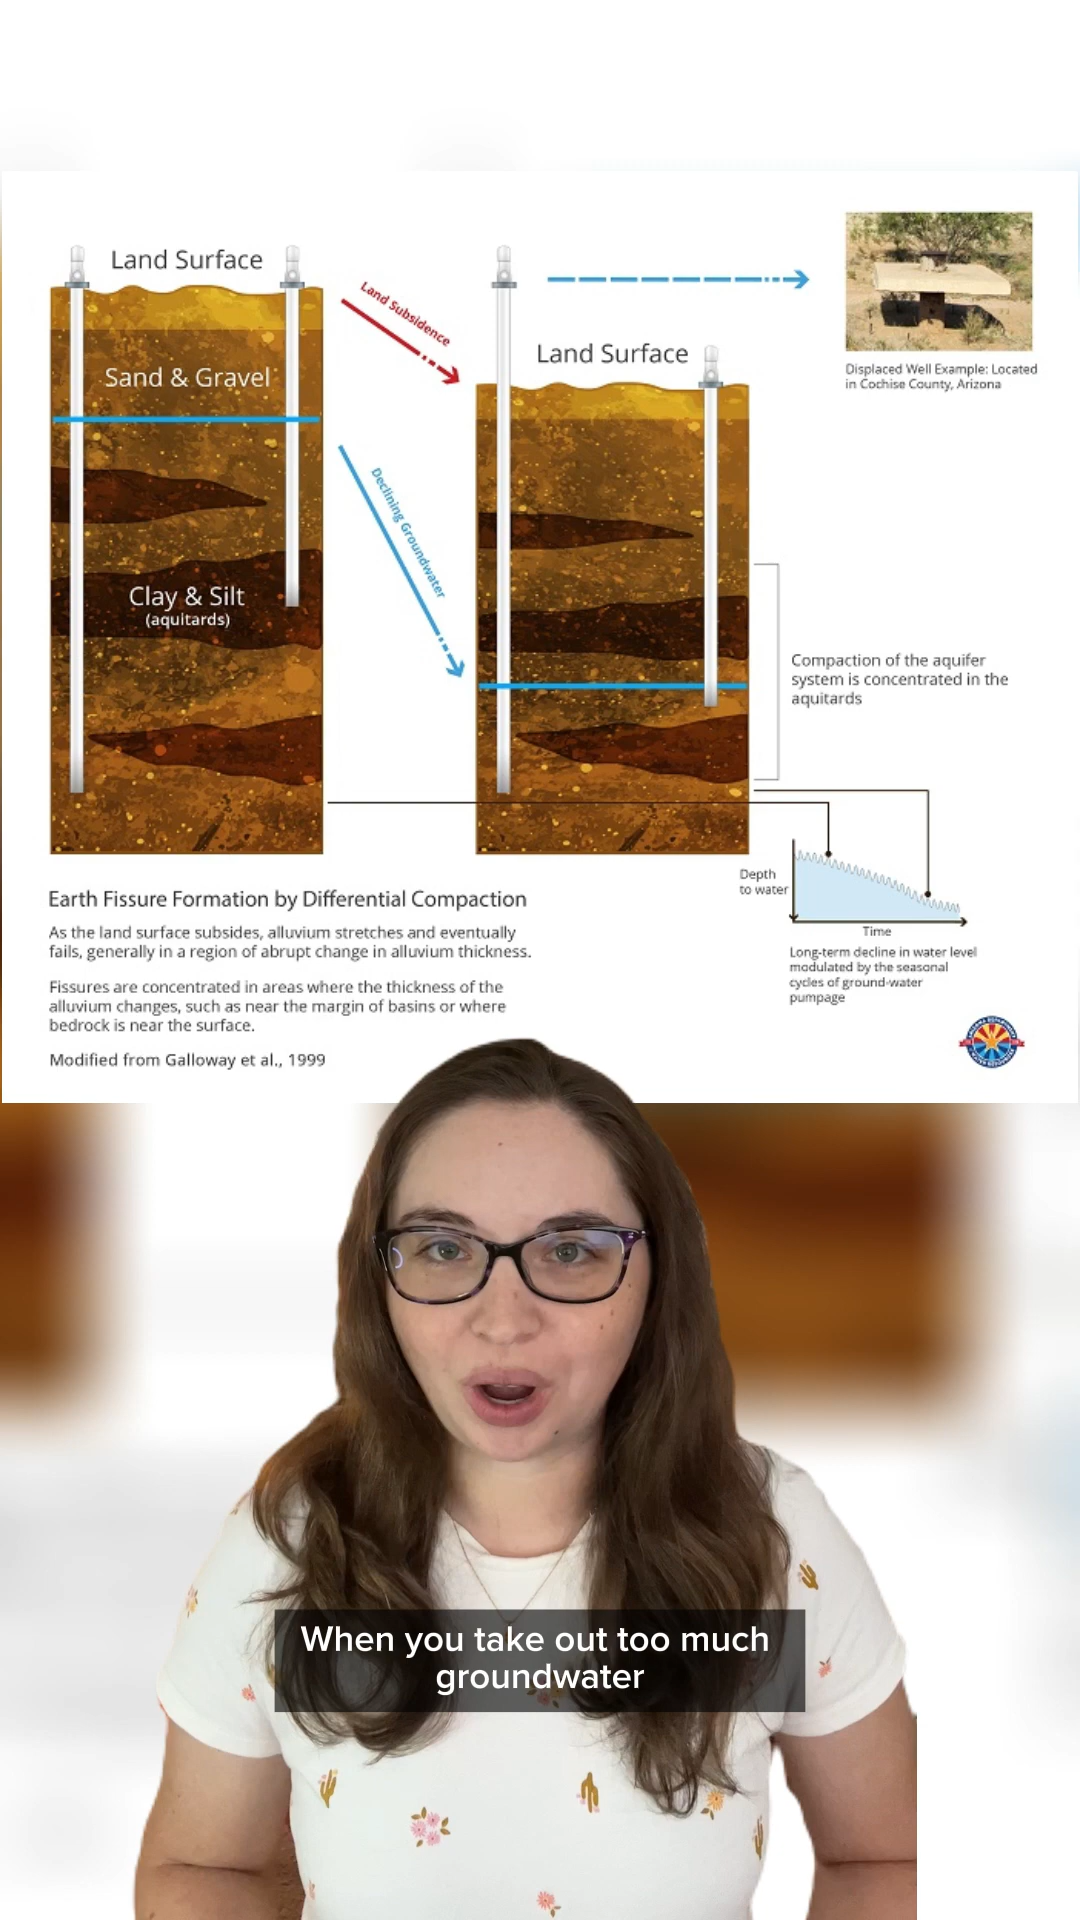 Land Surface
Land Subsidence
Land Surface
Displaced Well Example: Located
in Cochise County, Arizona
Sand & Gravel
Declining Groundwater
Clay & Silt
(aquitards)
Compaction of the aquifer
system is concentrated in the
aquitards
Depth
to water
Time
Long-term decline in water level
modulated by the seasonal
cycles of ground-water
pumpage
Earth Fissure Formation by Differential Compaction
As the land surface subsides, alluvium stretches and eventually
fails, generally in a region of abrupt change in alluvium thickness.
Fissures are concentrated in areas where the thickness of the
alluvium changes, such as near the margin of basins or where
bedrock is near the surface.
Modified from Galloway et al., 1999
When you take out too much
groundwater